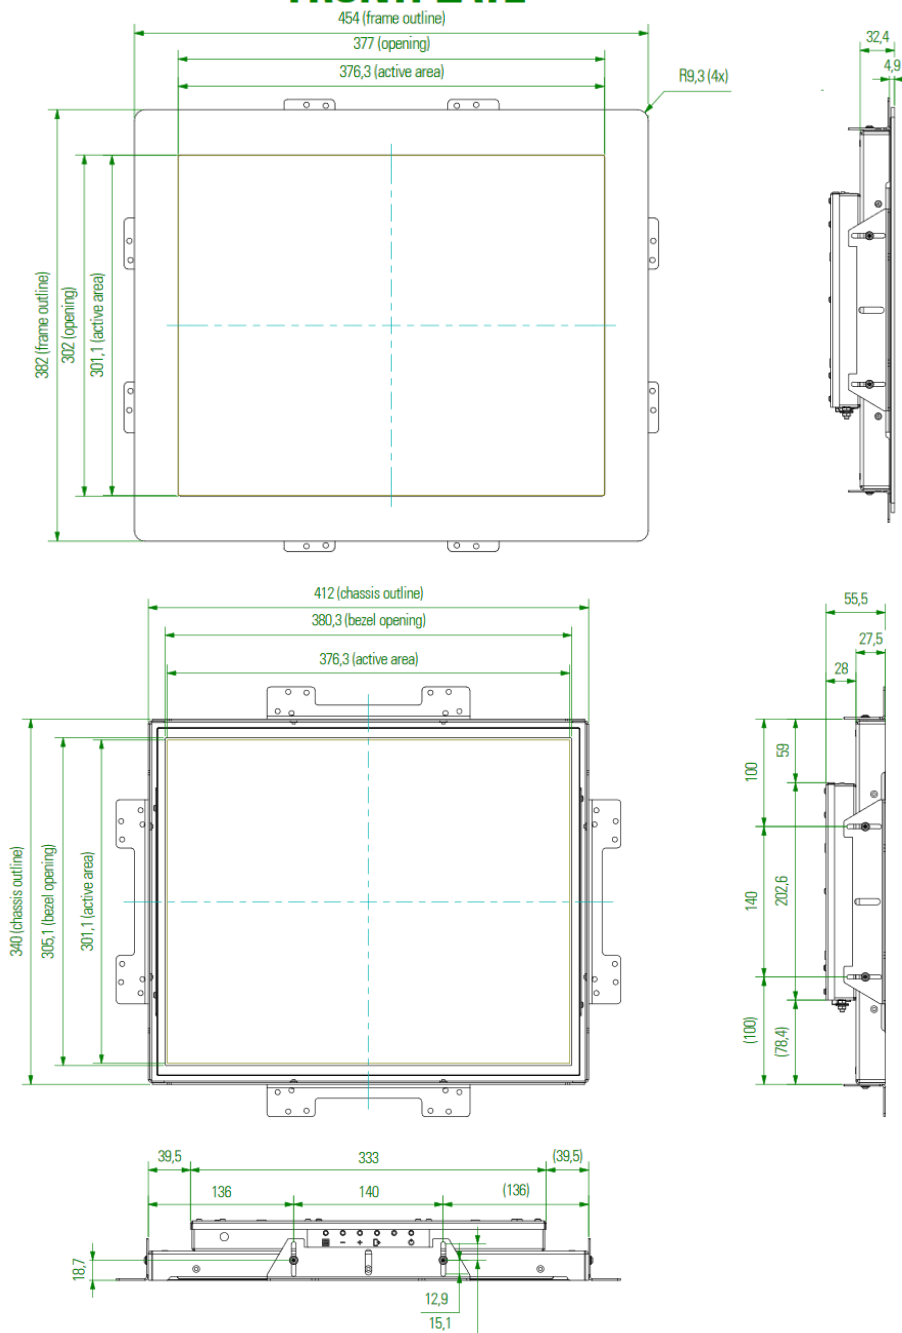 FRONTPLATE
454 (frame outline)
377 (opening)
376,3 (active area)
R9,3 (4x)
32,4
4,9
382 (frame outline)
302 (opening)
301,1 (active area)
412 (chassis outline)
380,3 (bezel opening)
376,3 (active area)
55,5
27,5
28
340 (chassis outline)
305,1 (bezel opening)
301,1 (active area)
100
59
140
202,6
(100)
(78,4)
39,5
333
(39,5)
136
140
(136)
18,7
12,9
15,1